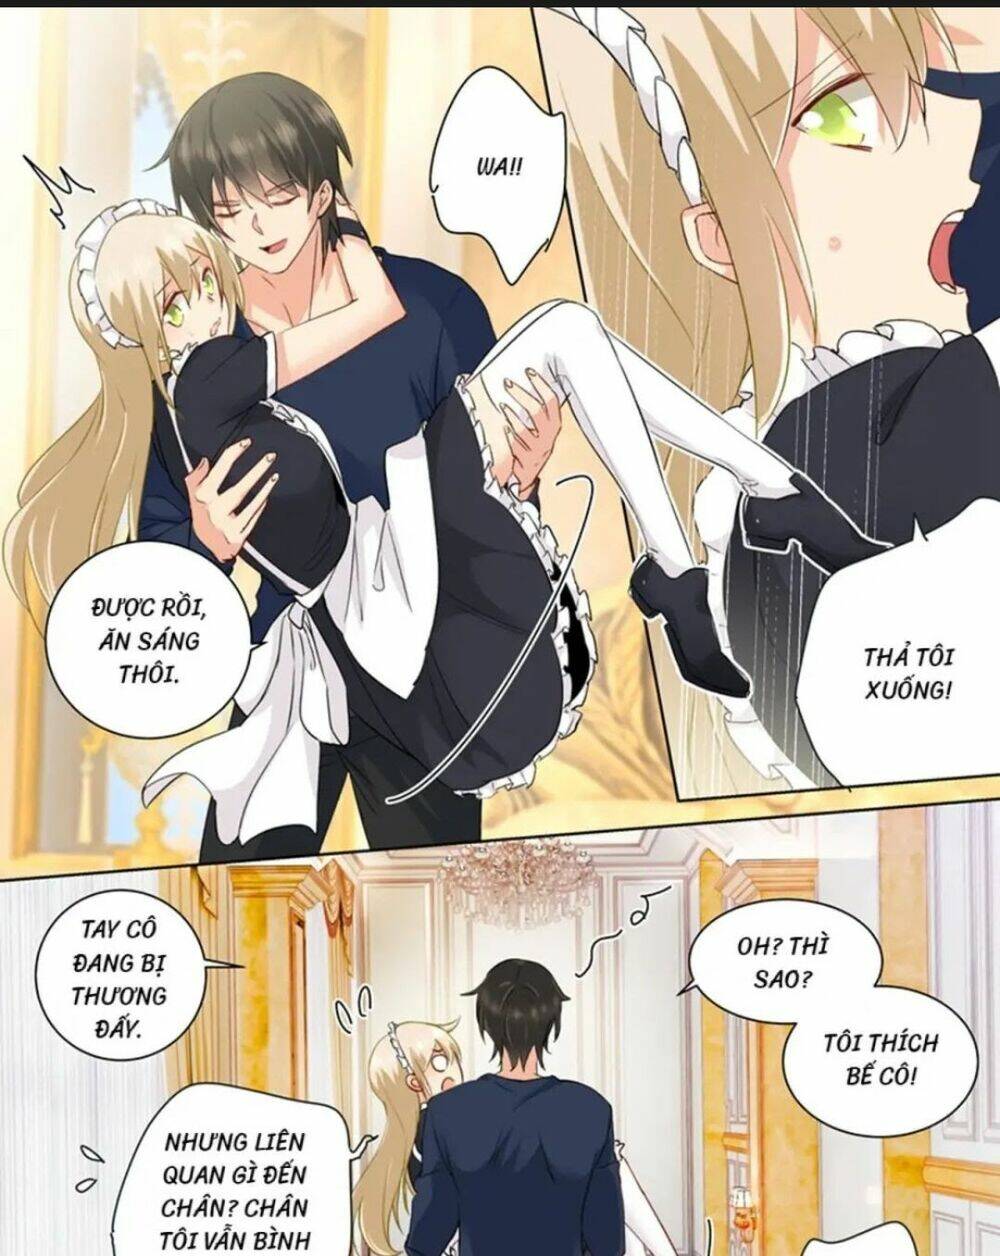 WA!!
ĐƯỢC RỒI,
ĂN SÁNG
THÔI.
THẢ TÔI
XUỐNG!
TAY CÔ
ĐANG BỊ
THƯƠNG
ĐẤY.
NHƯNG LIÊN
QUAN GÌ ĐẾN
CHÂN? CHÂN
TÔI VẪN BÌNH
OH? THÌ
SAO?
TÔI THÍCH
BẾ CÔ!